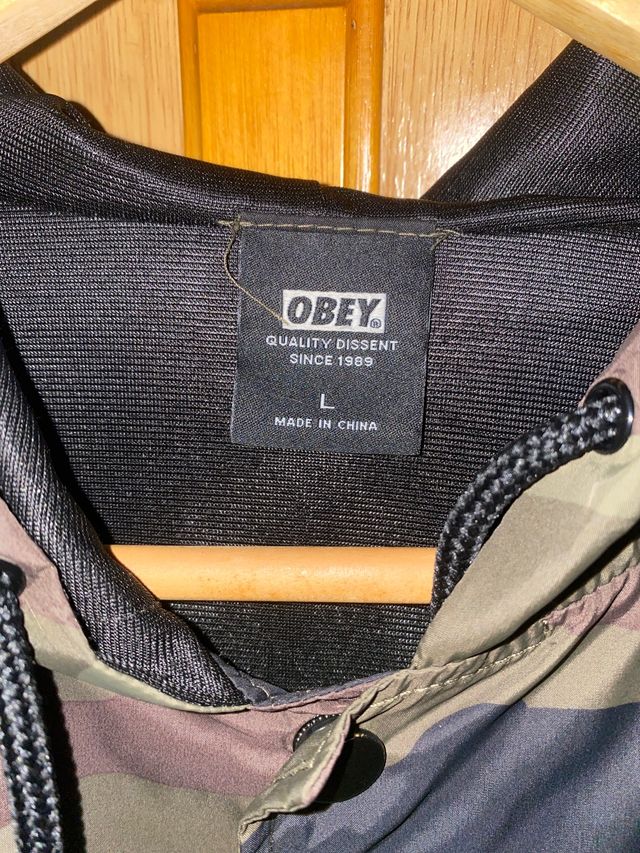 OBEY®
QUALITY DISSENT
SINCE 1989
L
MADE IN CHINA